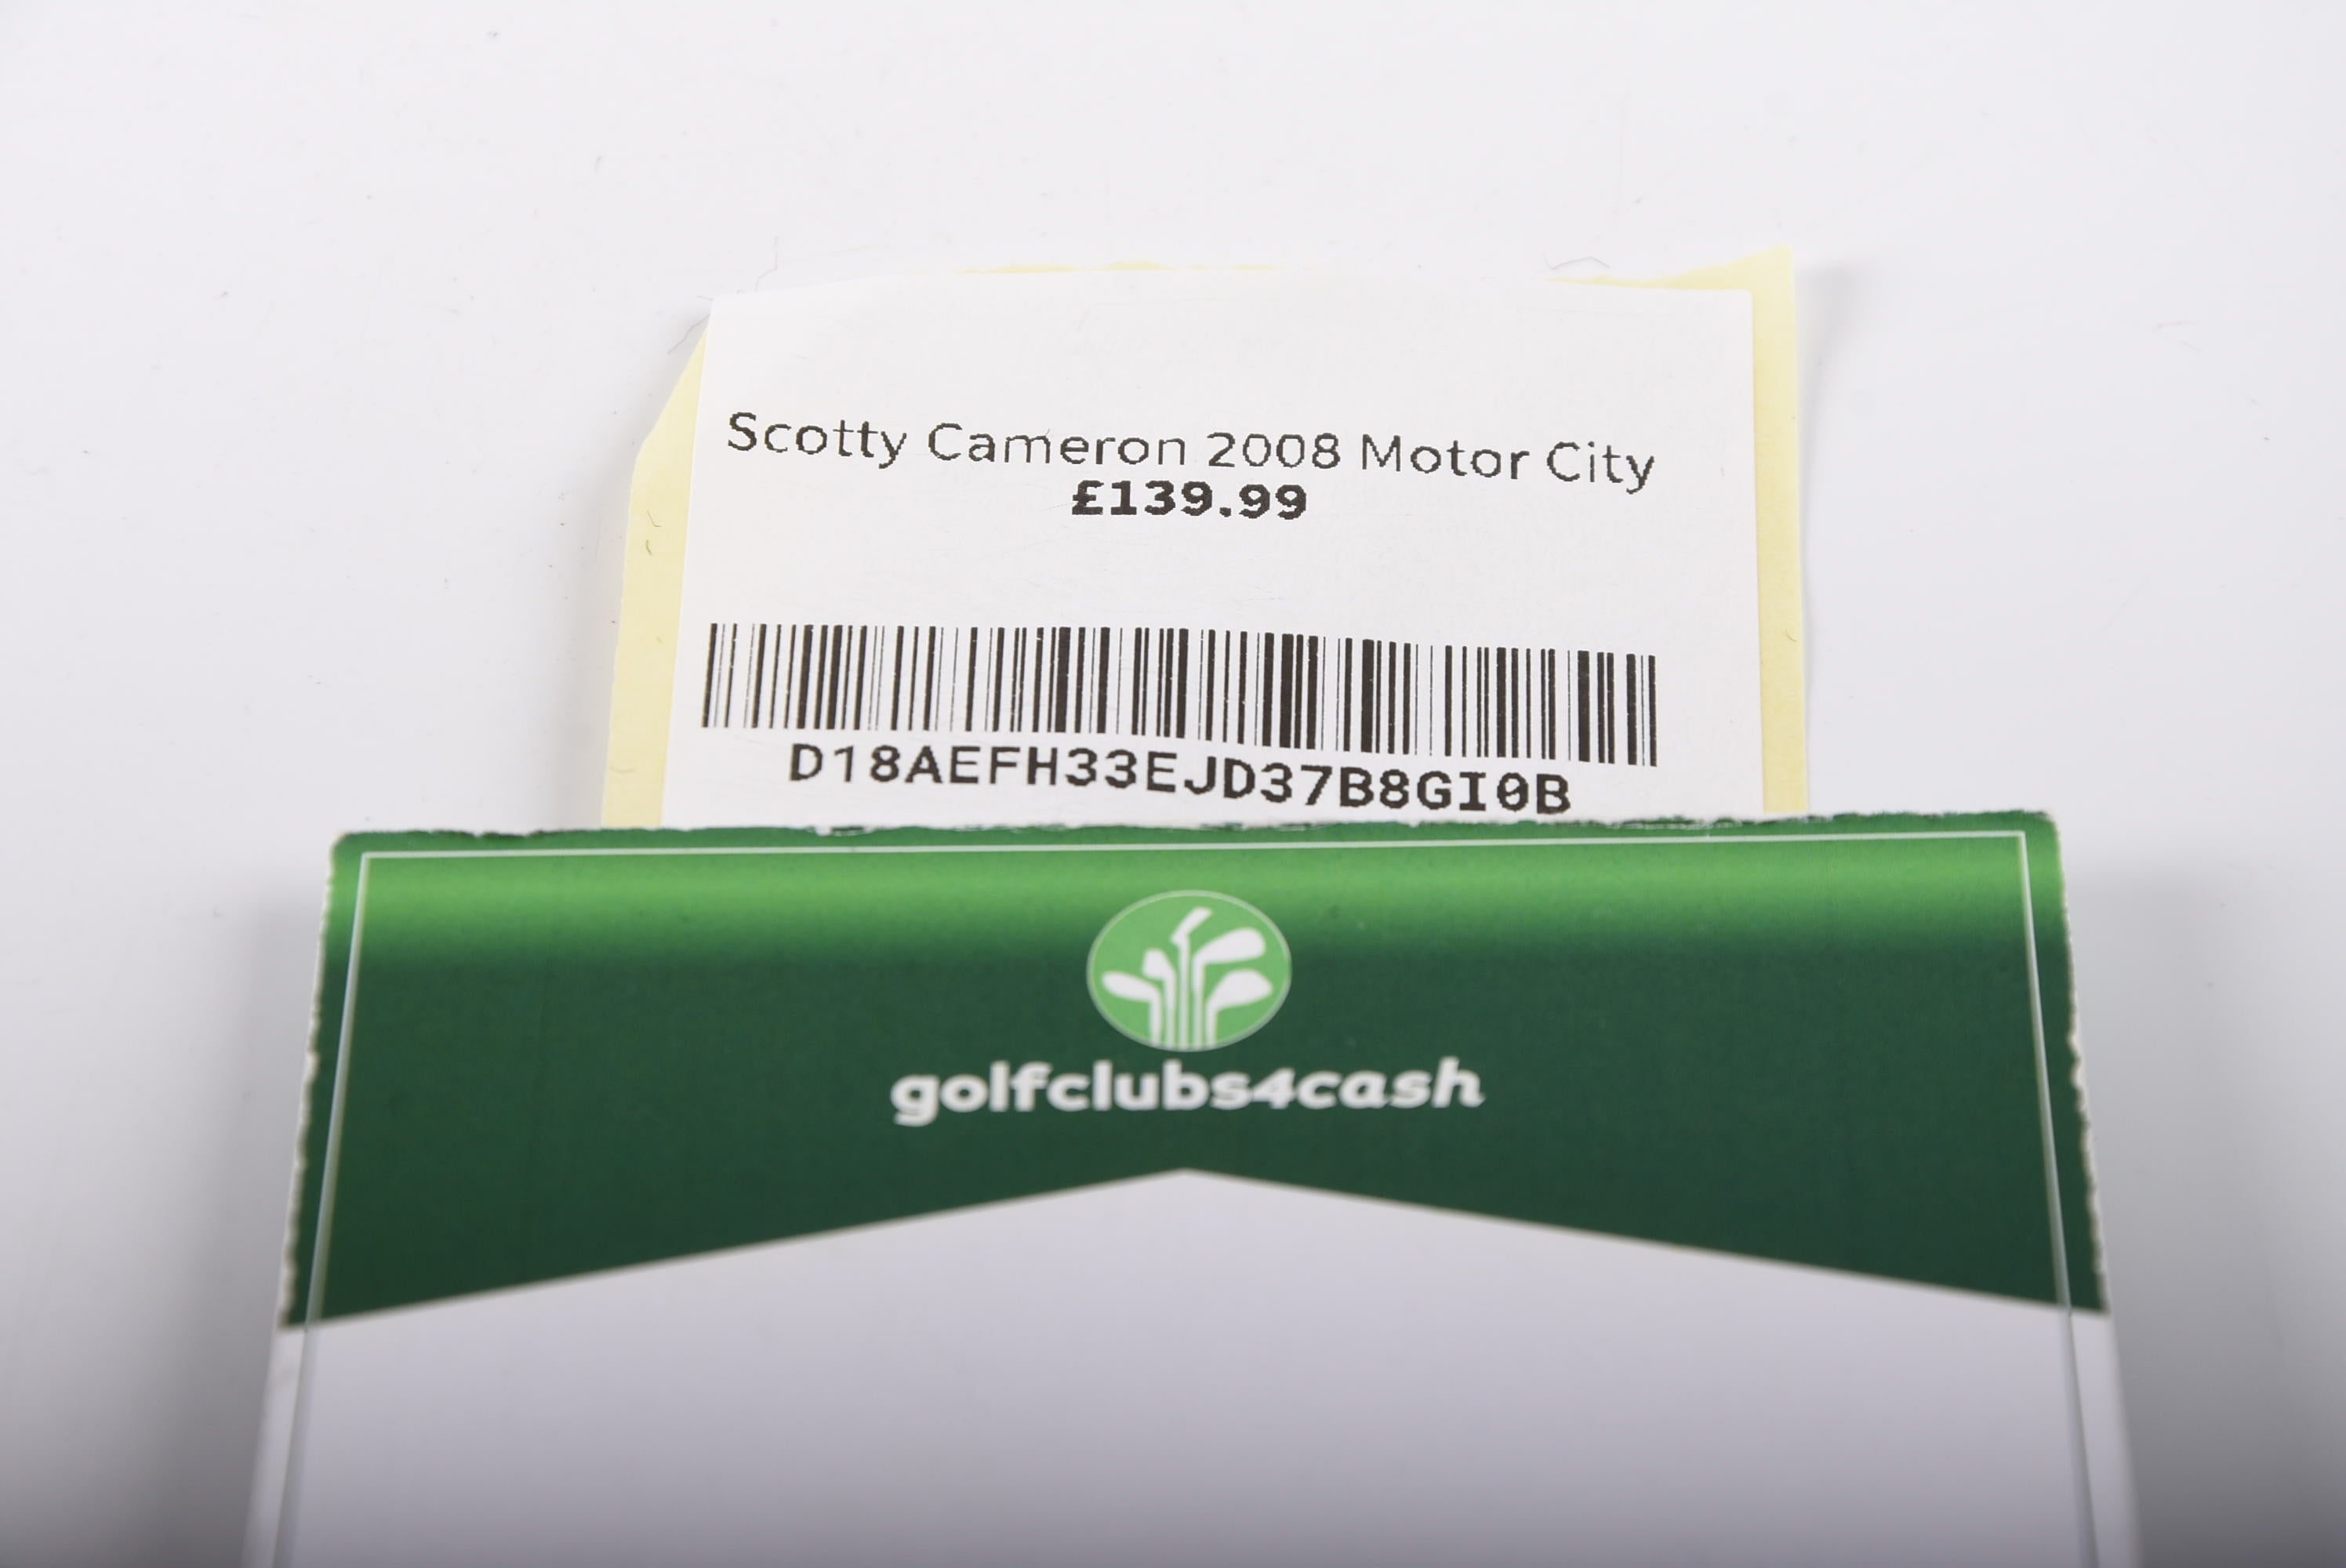 Scotty Cameron 2008 Motor City
£139.99
D18AEFH33EJD37B8GI0B
golfclubs4cash